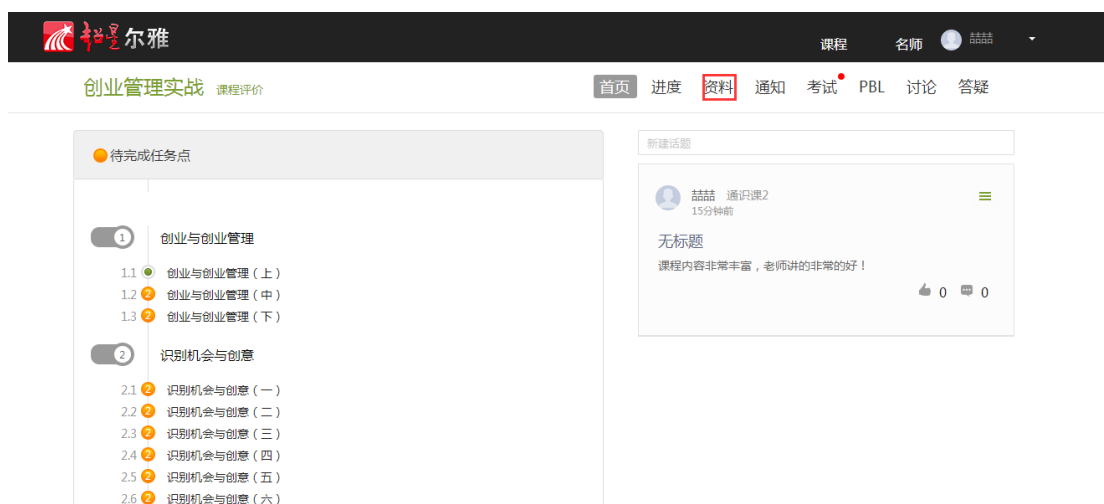 超星尔雅
课程 名师 喆喆
创业管理实战 课程评价
首页 进度 资料 通知 考试 PBL 讨论 答疑
待完成任务点
1 创业与创业管理
1.1 创业与创业管理(上)
1.2 2 创业与创业管理(中)
1.3 2 创业与创业管理(下)
2 识别机会与创意
2.1 2 识别机会与创意(一)
2.2 2 识别机会与创意(二)
2.3 2 识别机会与创意(三)
2.4 2 识别机会与创意(四)
2.5 2 识别机会与创意(五)
2.6 2 识别机会与创意(六)
新建话题
喆喆 通识课2
15分钟前
无标题
课程内容非常丰富,老师讲的非常的好!
0 0